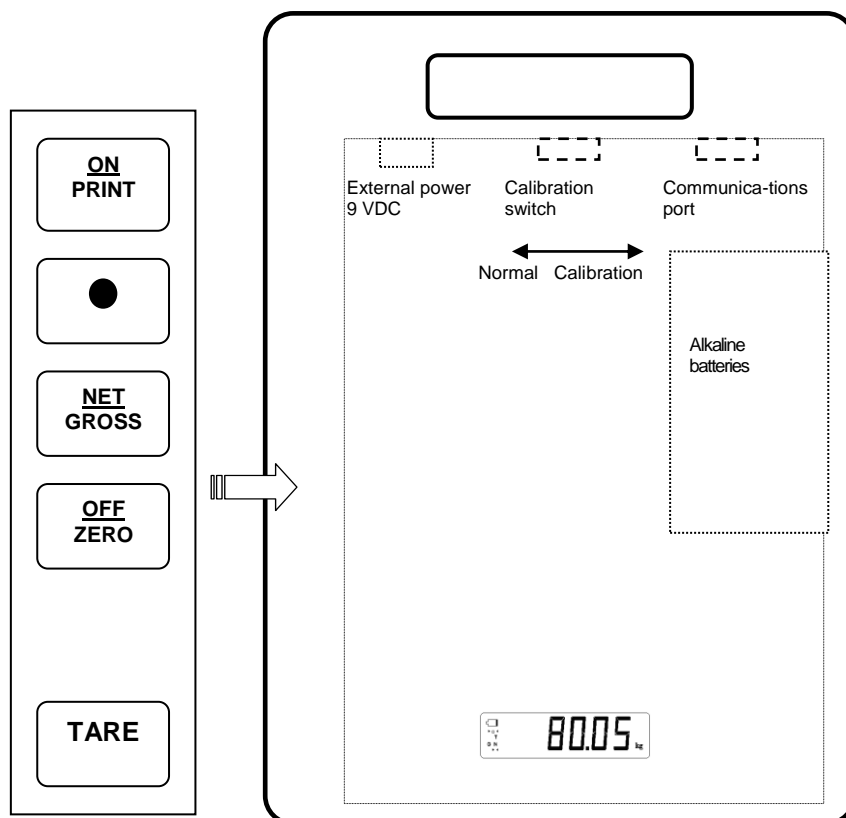 ON
PRINT
NET
GROSS
OFF
ZERO
TARE
External power
9 VDC
Calibration
switch
Communica-tions
port
Normal Calibration
Alkaline
batteries
80.05 kg